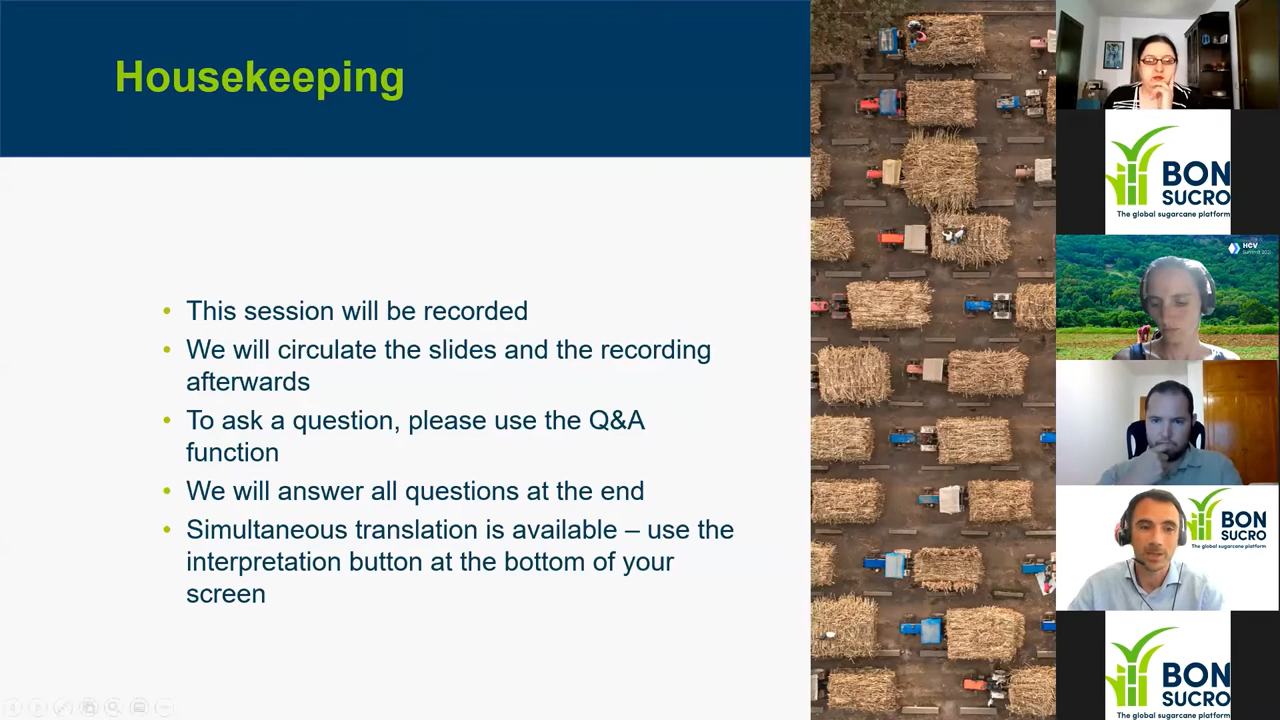 Housekeeping
• This session will be recorded
• We will circulate the slides and the recording
afterwards
• To ask a question, please use the Q&A
function
• We will answer all questions at the end
• Simultaneous translation is available – use the
interpretation button at the bottom of your
screen
BON
SUCRO
The global sugarcane platform
HCV
Summit 2021
BON
SUCRO
The global sugarcane platform
BON
SUCRO
The global sugarcane platform